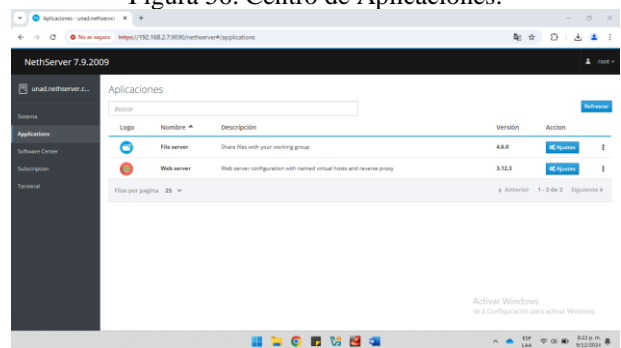 Figura 38. Centro de Aplicaciones.
Aplicaciones - unad.nethserver.
No es seguro https://192.168.2.7:9090/nethserver#/applications
NethServer 7.9.2009
root
unad.nethserver.c...
Sistema
Applications
Software Center
Subscription
Terminal
Aplicaciones
Buscar
Refrescar
Logo Nombre Descripción Versión Accion
File server Share files with your working group 4.6.0 Ajustes
Web server Web server configuration with named virtual hosts and reverse proxy 3.12.3 Ajustes
Filas por pagina 25 Anterior 1 - 2 de 2 Siguiente
Activar Windows
Ve a Configuración para activar Windows.
ESP
LAA
8:22 p. m.
9/12/2024